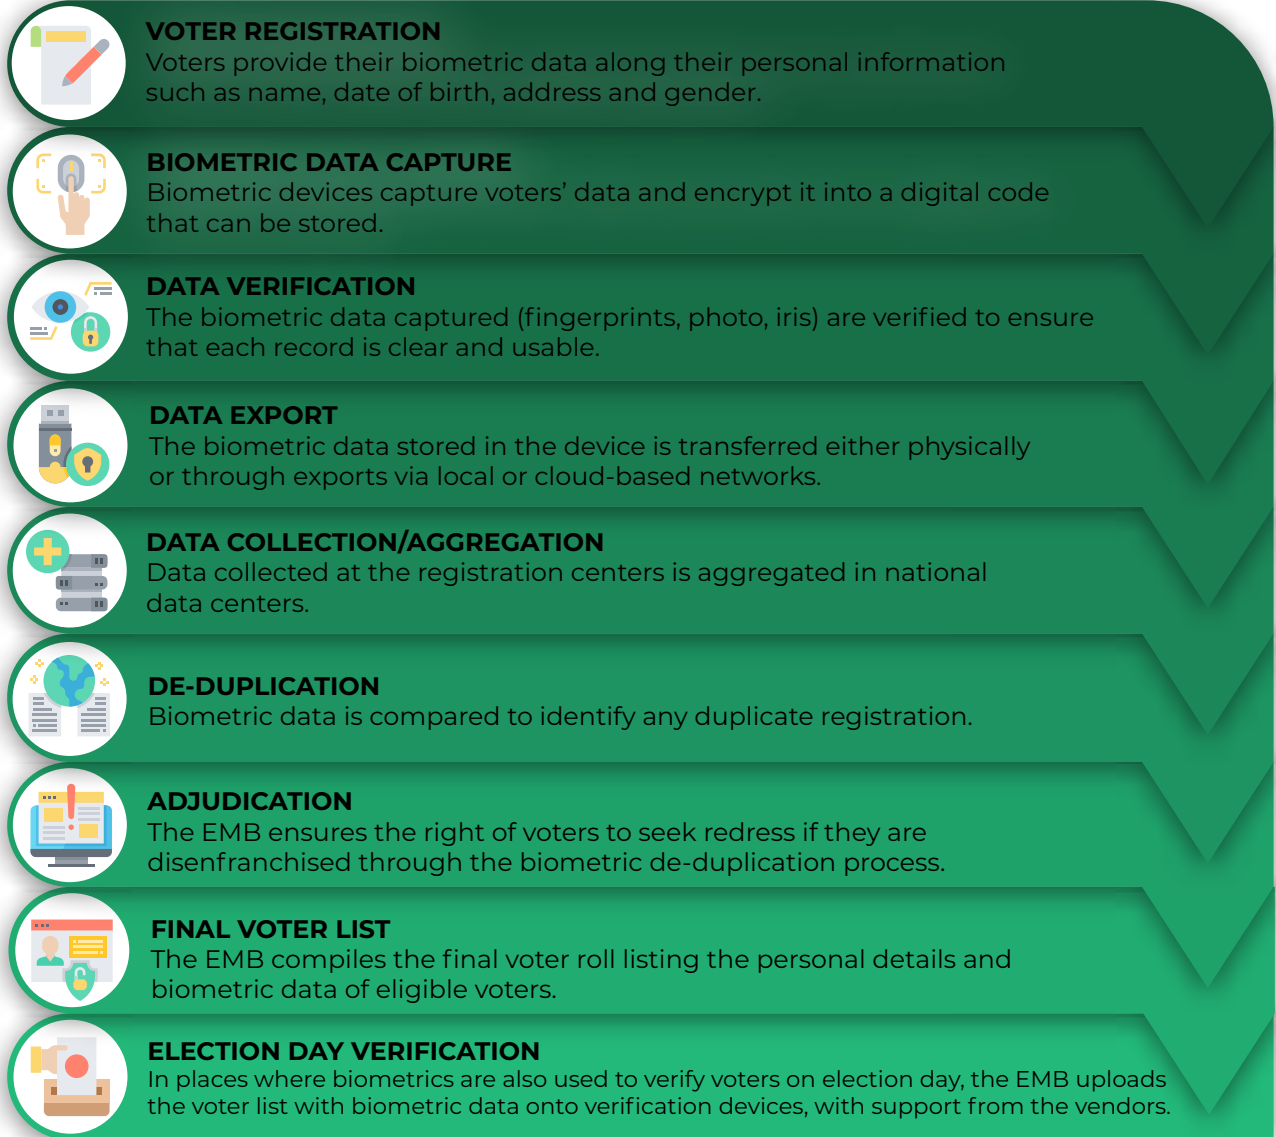 VOTER REGISTRATION
Voters provide their biometric data along their personal information
such as name, date of birth, address and gender.
BIOMETRIC DATA CAPTURE
Biometric devices capture voters’ data and encrypt it into a digital code
that can be stored.
DATA VERIFICATION
The biometric data captured (fingerprints, photo, iris) are verified to ensure
that each record is clear and usable.
DATA EXPORT
The biometric data stored in the device is transferred either physically
or through exports via local or cloud-based networks.
DATA COLLECTION/AGGREGATION
Data collected at the registration centers is aggregated in national
data centers.
DE-DUPLICATION
Biometric data is compared to identify any duplicate registration.
ADJUDICATION
The EMB ensures the right of voters to seek redress if they are
disenfranchised through the biometric de-duplication process.
FINAL VOTER LIST
The EMB compiles the final voter roll listing the personal details and
biometric data of eligible voters.
ELECTION DAY VERIFICATION
In places where biometrics are also used to verify voters on election day, the EMB uploads
the voter list with biometric data onto verification devices, with support from the vendors.